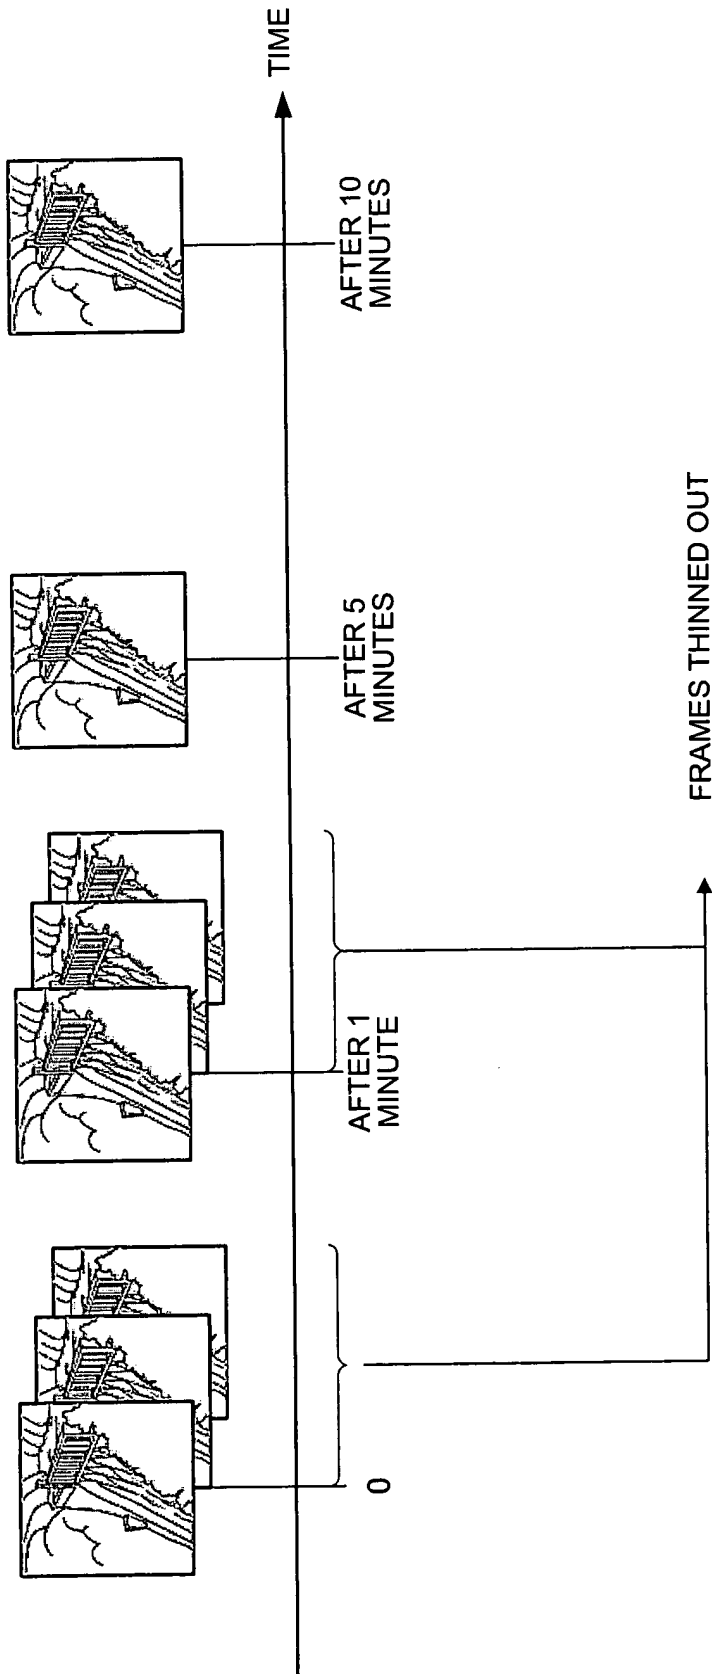 TIME
0
AFTER 1
MINUTE
AFTER 5
MINUTES
AFTER 10
MINUTES
FRAMES THINNED OUT